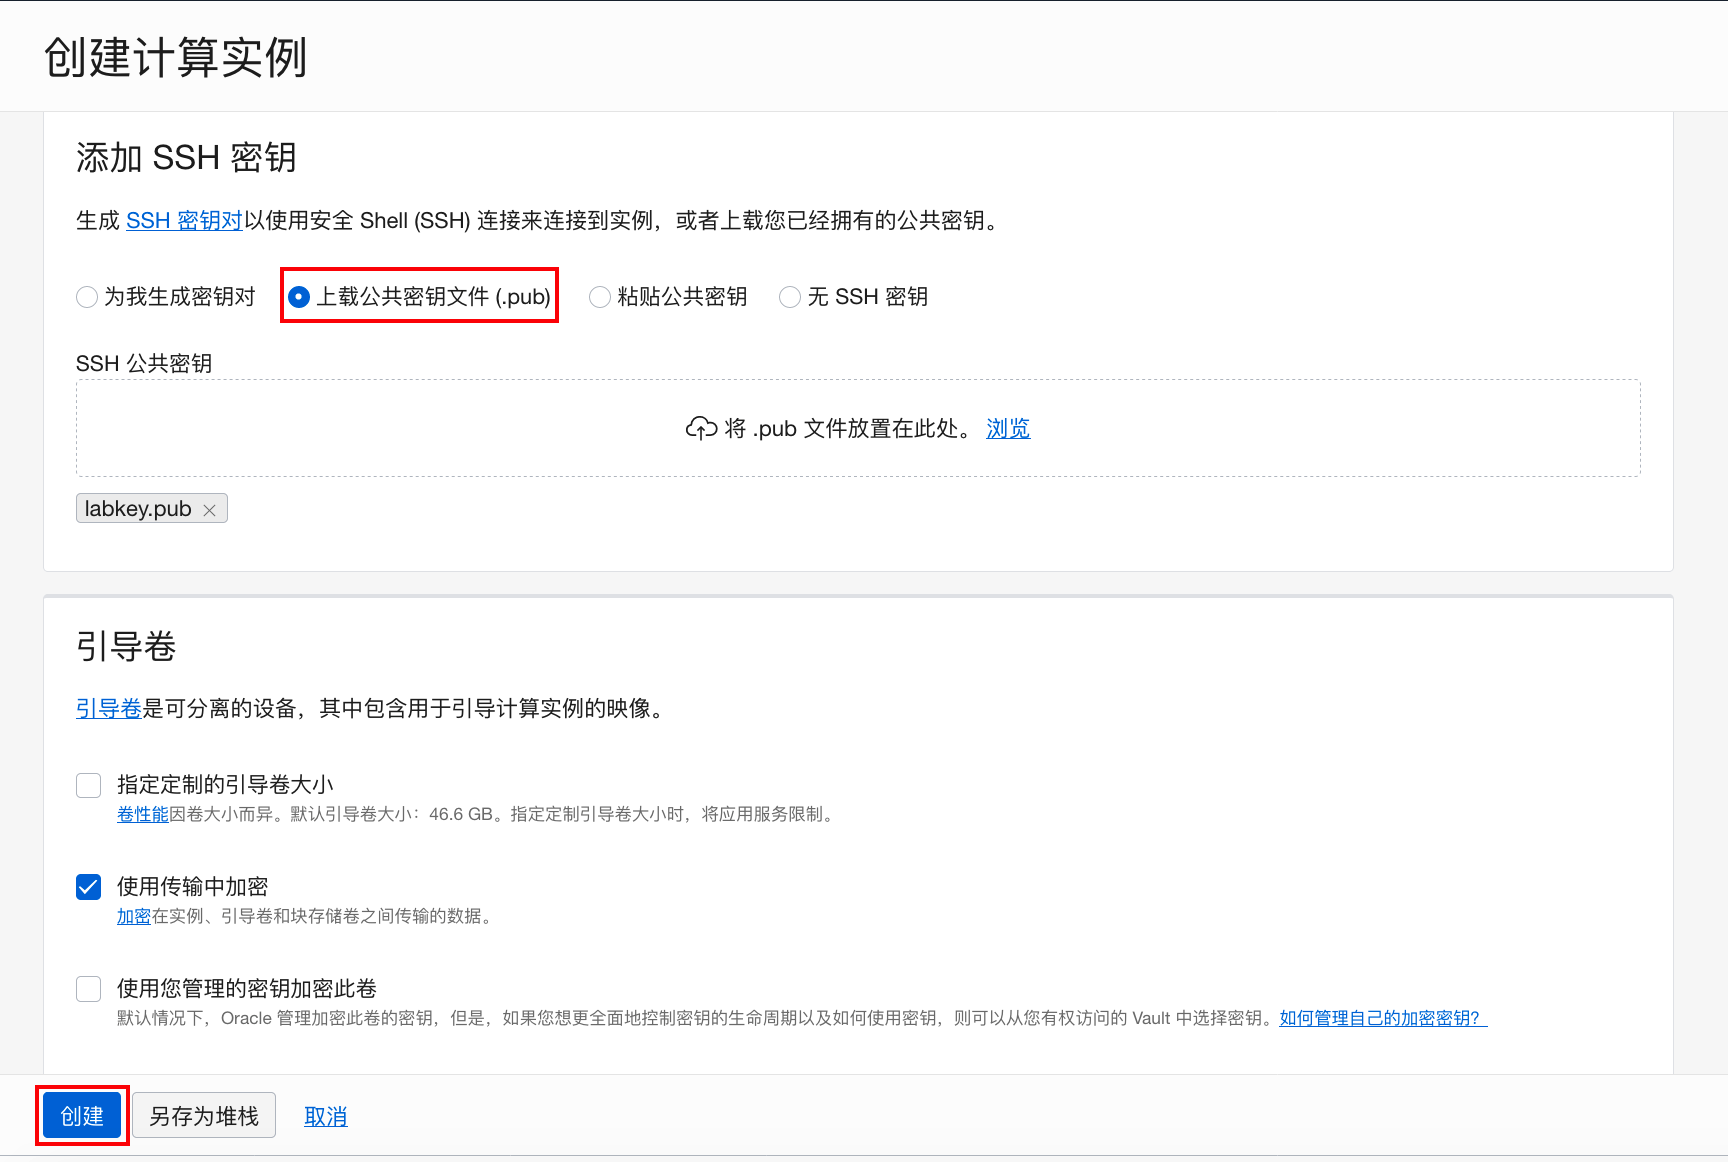 创建计算实例
添加 SSH 密钥
生成 SSH 密钥对以使用安全 Shell (SSH) 连接来连接到实例，或者上载您已经拥有的公共密钥。
为我生成密钥对 上载公共密钥文件 (.pub) 粘贴公共密钥 无 SSH 密钥
SSH 公共密钥
将 .pub 文件放置在此处。 浏览
labkey.pub
引导卷
引导卷是可分离的设备，其中包含用于引导计算实例的映像。
指定定制的引导卷大小
卷性能因卷大小而异。默认引导卷大小：46.6 GB。指定定制引导卷大小时，将应用服务限制。
使用传输中加密
加密在实例、引导卷和块存储卷之间传输的数据。
使用您管理的密钥加密此卷
默认情况下，Oracle 管理加密此卷的密钥，但是，如果您想更全面地控制密钥的生命周期以及如何使用密钥，则可以从您有权访问的 Vault 中选择密钥。如何管理自己的加密密钥？
创建 另存为堆栈 取消